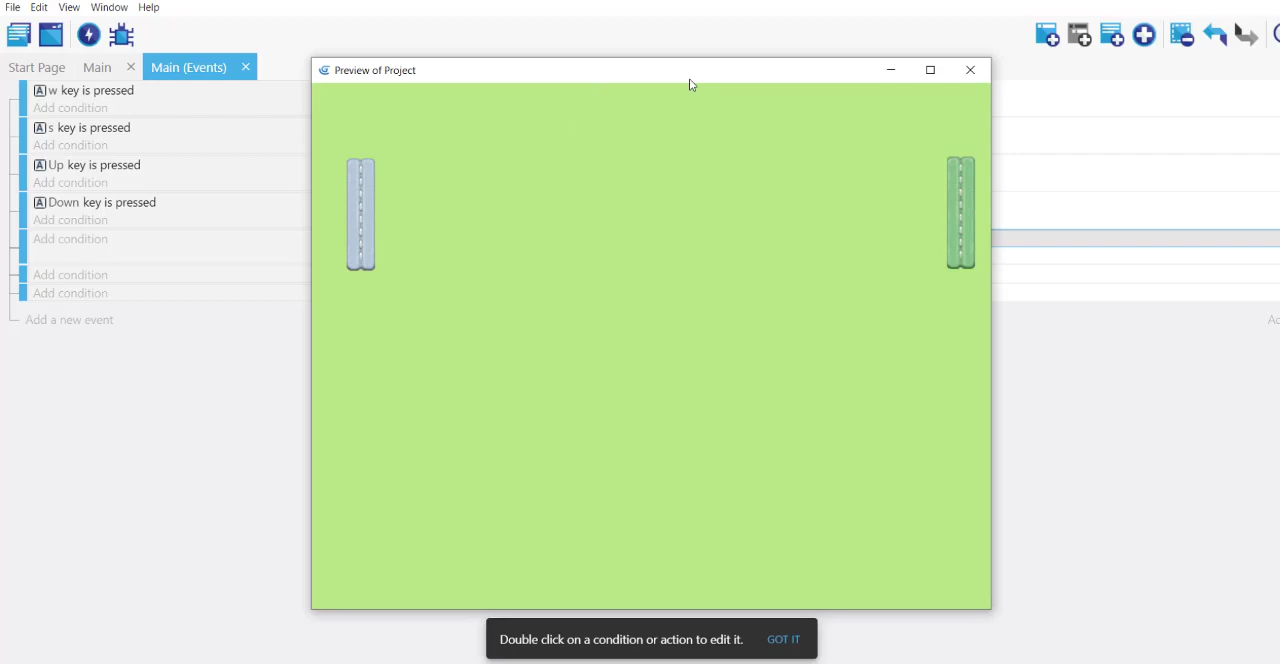 File Edit View Window Help
Start Page Main × Main (Events) ×
Preview of Project
A w key is pressed
Add condition
A s key is pressed
Add condition
A Up key is pressed
Add condition
A Down key is pressed
Add condition
Add condition
Add condition
Add condition
Add a new event
Double click on a condition or action to edit it. GOT IT